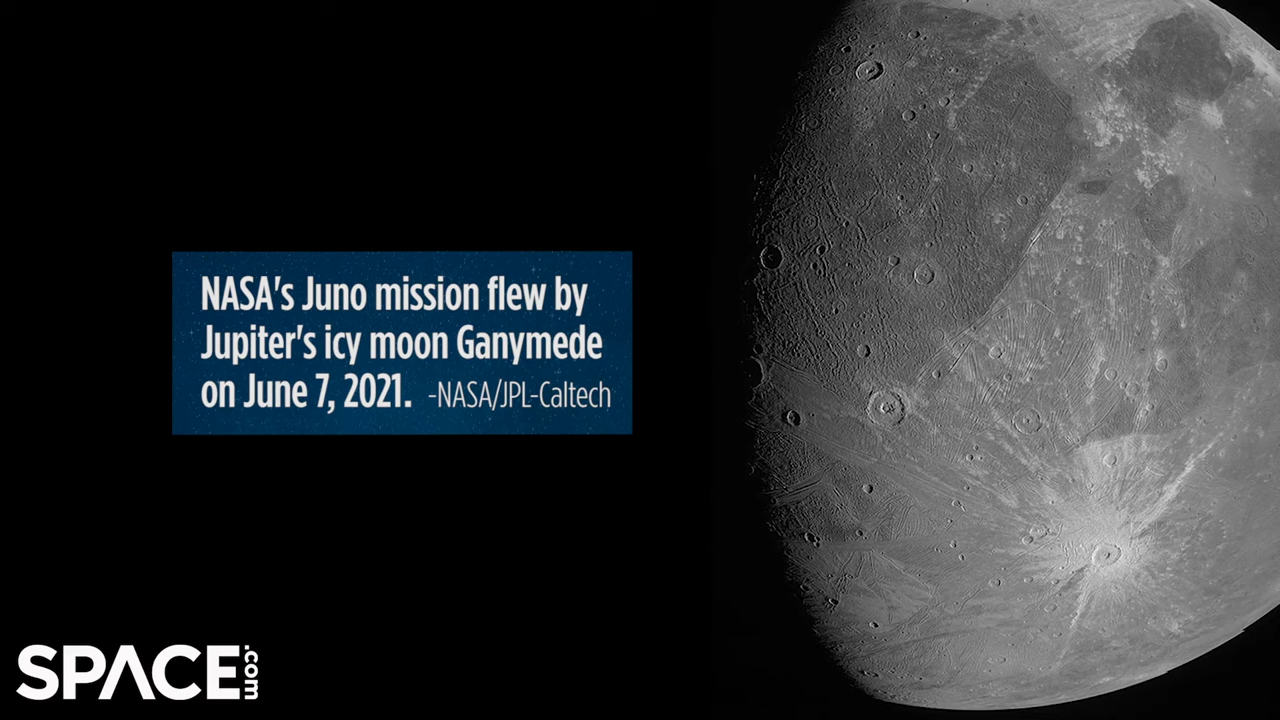 NASA's Juno mission flew by
Jupiter's icy moon Ganymede
on June 7, 2021. -NASA/JPL-Caltech
SPACE.com